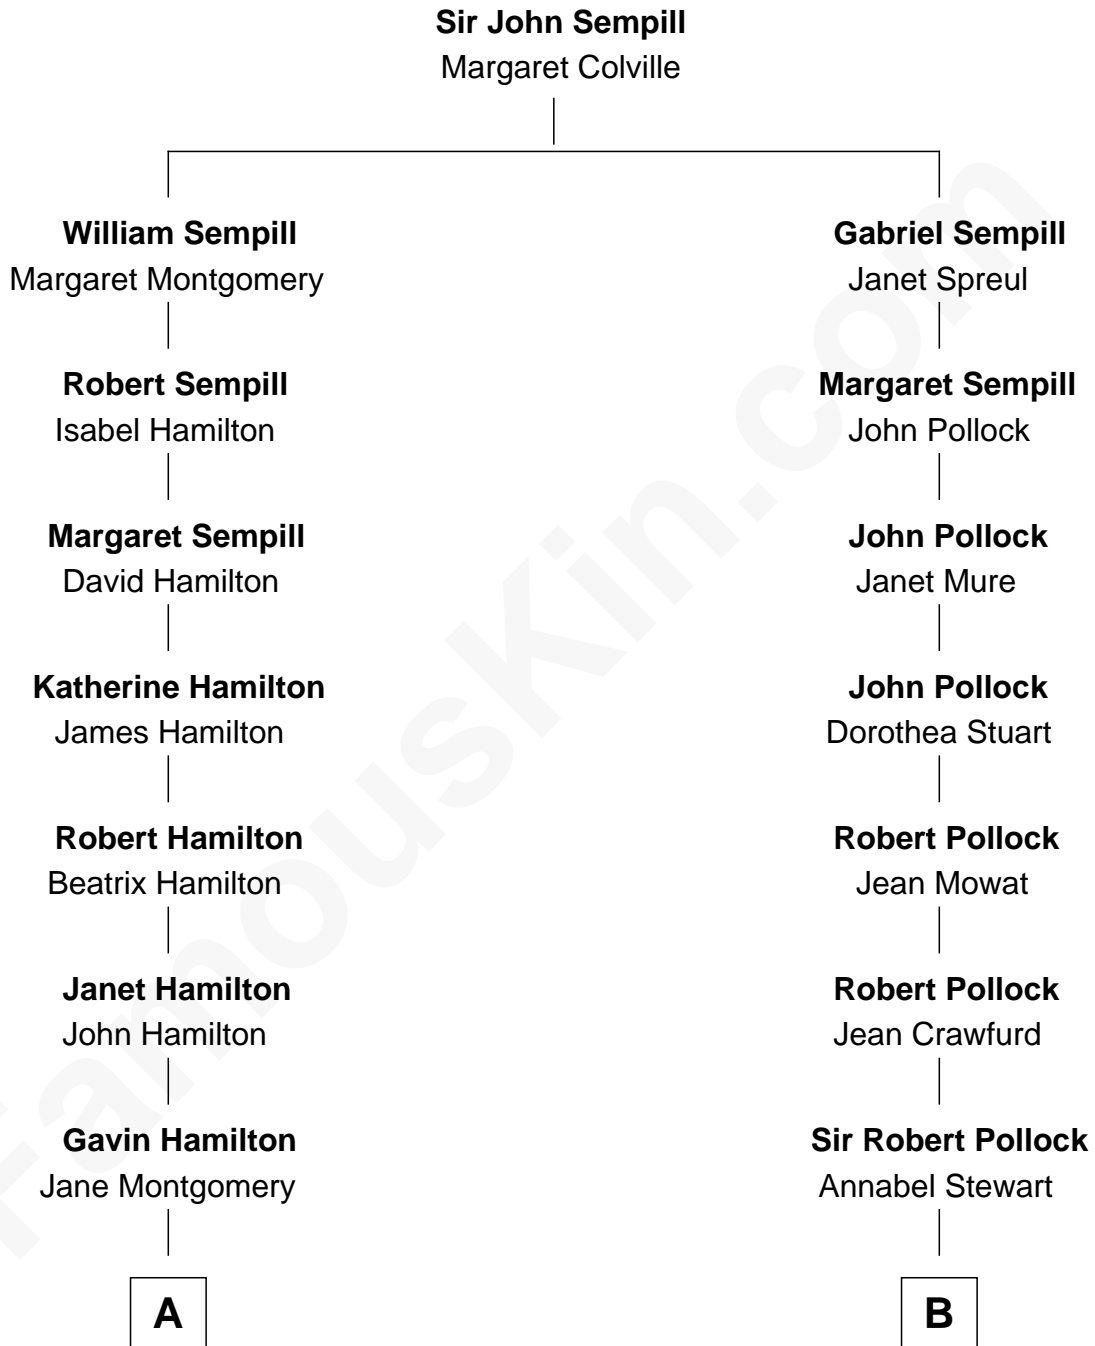 Sir John Sempill
Margaret Colville
William Sempill
Margaret Montgomery
Gabriel Sempill
Janet Spreul
Robert Sempill
Isabel Hamilton
Margaret Sempill
John Pollock
Margaret Sempill
David Hamilton
John Pollock
Janet Mure
Katherine Hamilton
James Hamilton
John Pollock
Dorothea Stuart
Robert Hamilton
Beatrix Hamilton
Robert Pollock
Jean Mowat
Janet Hamilton
John Hamilton
Robert Pollock
Jean Crawfurd
Gavin Hamilton
Jane Montgomery
Sir Robert Pollock
Annabel Stewart
A
B
FamousKin.com